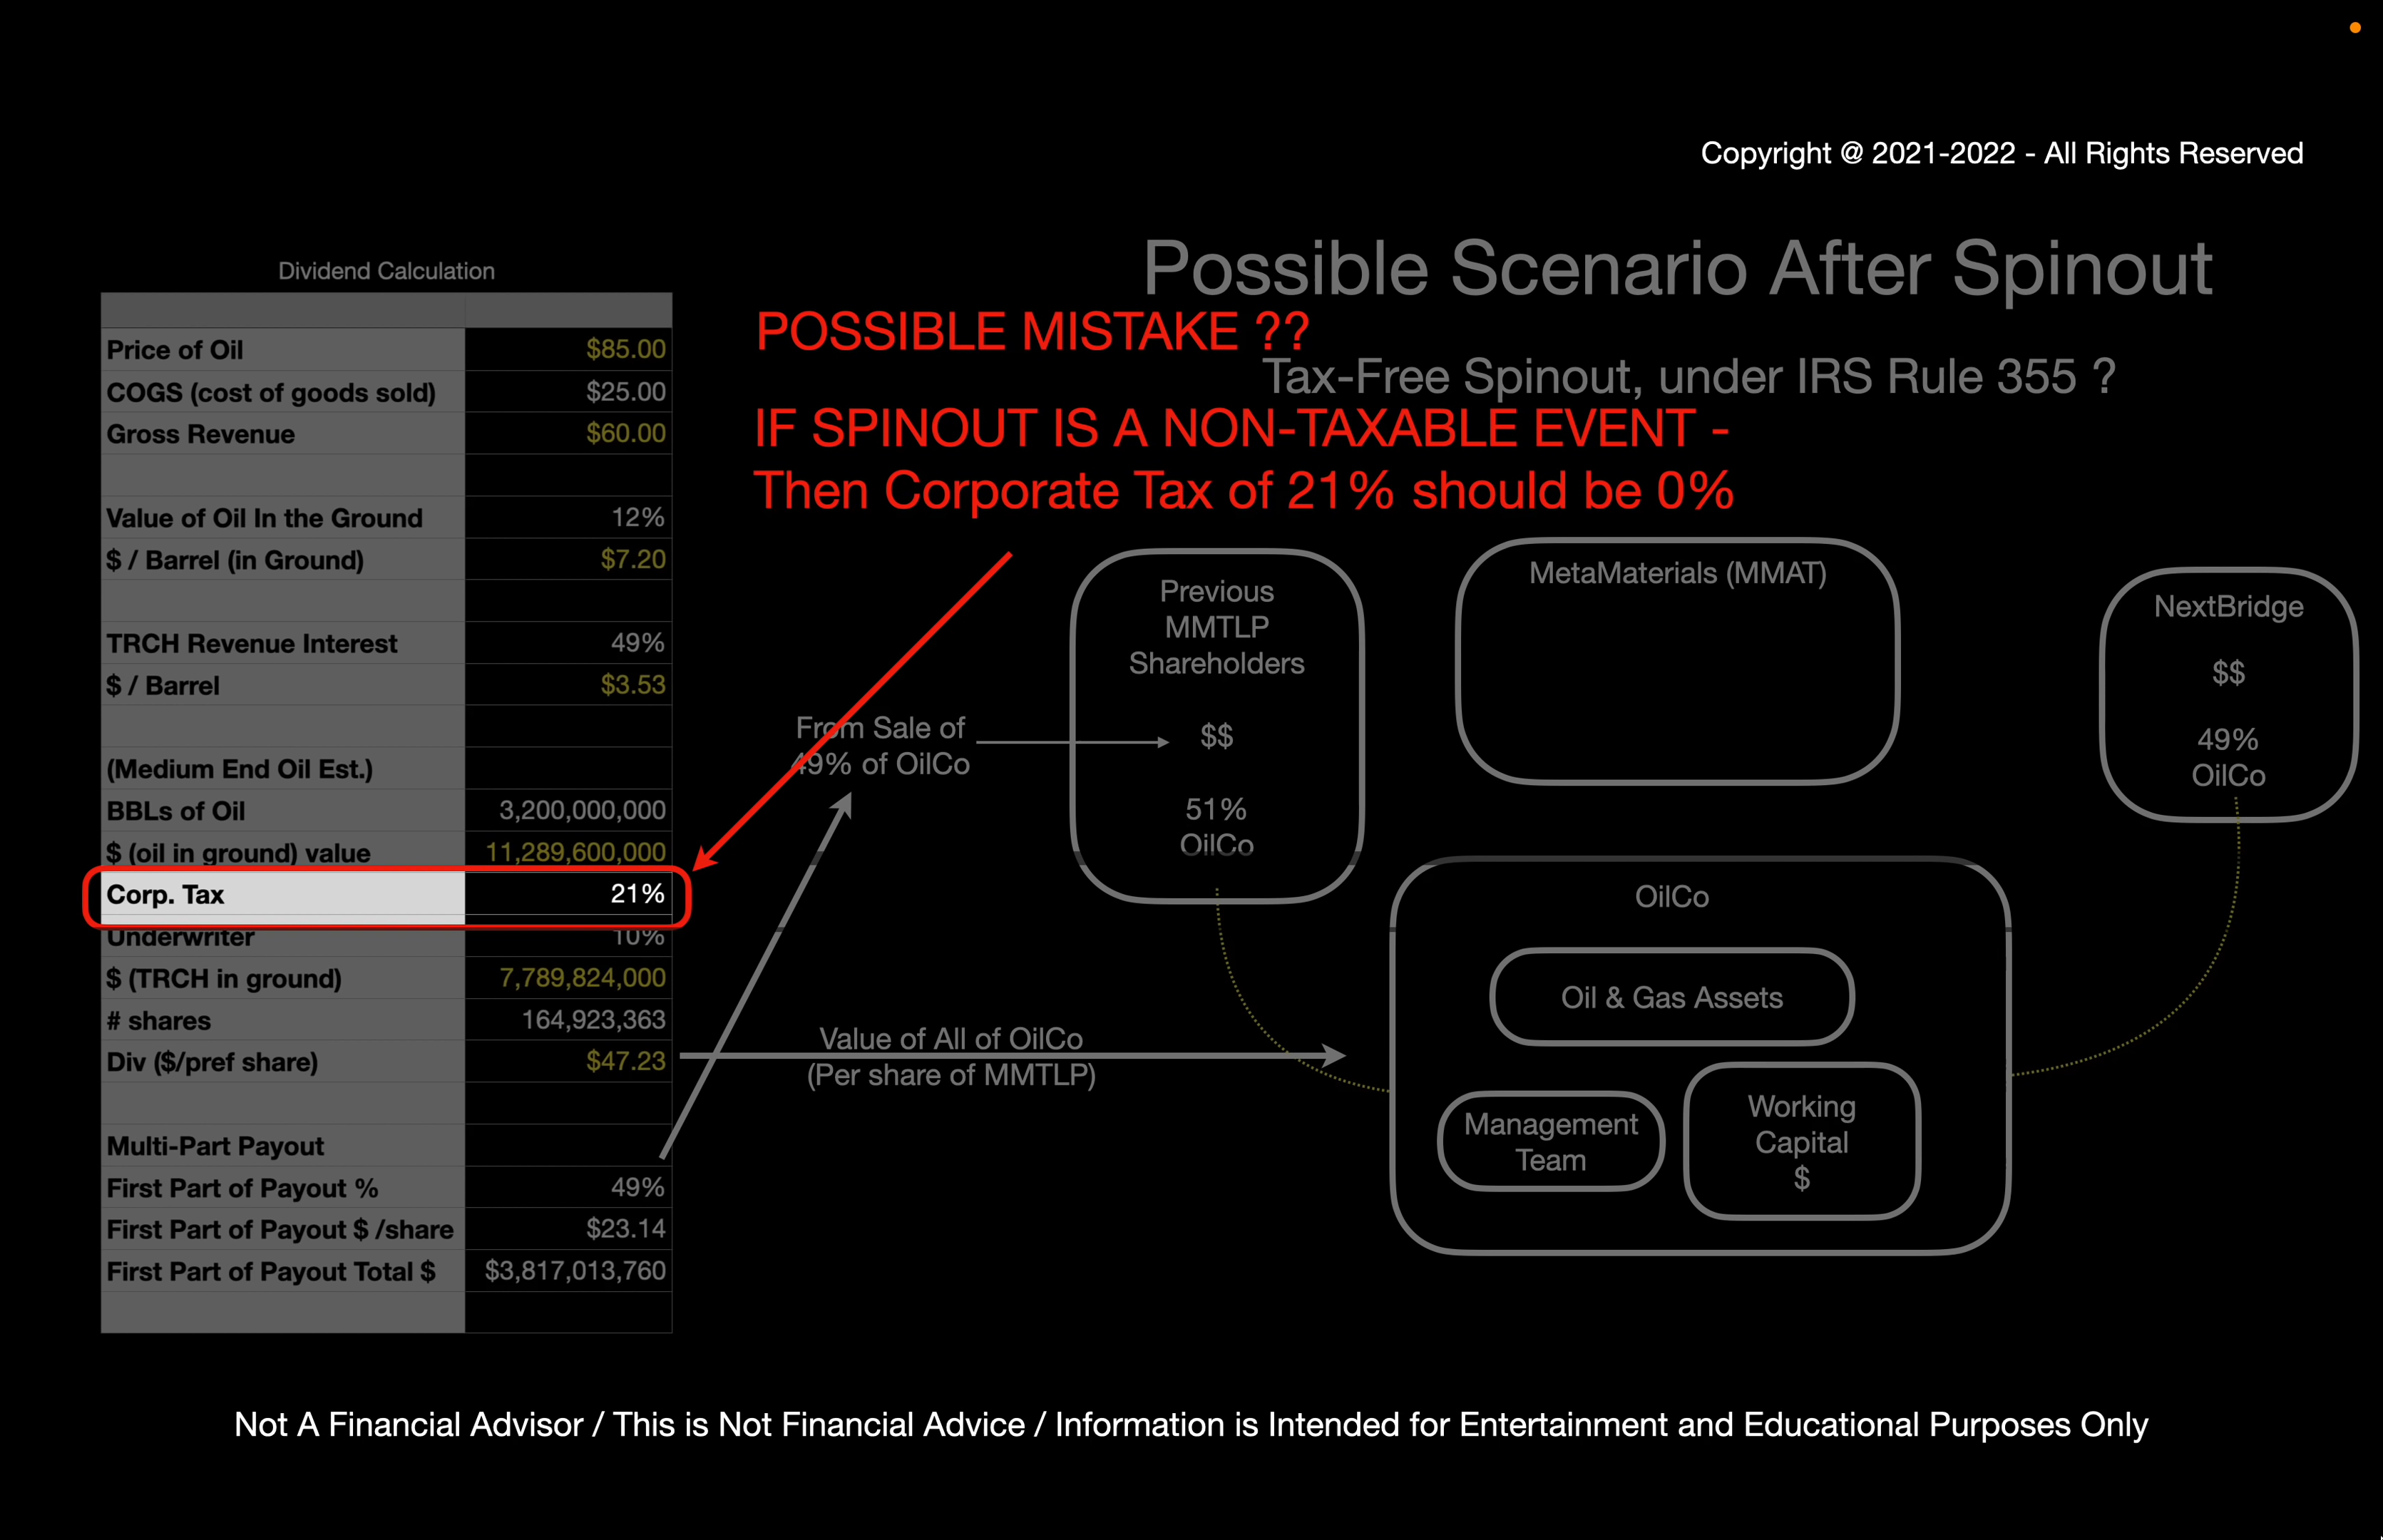 Copyright @ 2021-2022 - All Rights Reserved
Possible Scenario After Spinout
Dividend Calculation
POSSIBLE MISTAKE ??
Tax-Free Spinout, under IRS Rule 355 ?
IF SPINOUT IS A NON-TAXABLE EVENT -
Then Corporate Tax of 21% should be 0%
Price of Oil $85.00
COGS (cost of goods sold) $25.00
Gross Revenue $60.00
Value of Oil In the Ground 12%
$ / Barrel (in Ground) $7.20
TRCH Revenue Interest 49%
$ / Barrel $3.53
(Medium End Oil Est.)
BBLs of Oil 3,200,000,000
$ (oil in ground) value 11,289,600,000
Corp. Tax 21%
Underwriter 10%
$ (TRCH in ground) 7,789,824,000
# shares 164,923,363
Div ($/pref share) $47.23
Multi-Part Payout
First Part of Payout % 49%
First Part of Payout $ /share $23.14
First Part of Payout Total $ $3,817,013,760
From Sale of
49% of OilCo
Value of All of OilCo
(Per share of MMTLP)
Previous
MMTLP
Shareholders
$$
51%
OilCo
MetaMaterials (MMAT)
NextBridge
$$
49%
OilCo
OilCo
Oil & Gas Assets
Management
Team
Working
Capital
$
Not A Financial Advisor / This is Not Financial Advice / Information is Intended for Entertainment and Educational Purposes Only